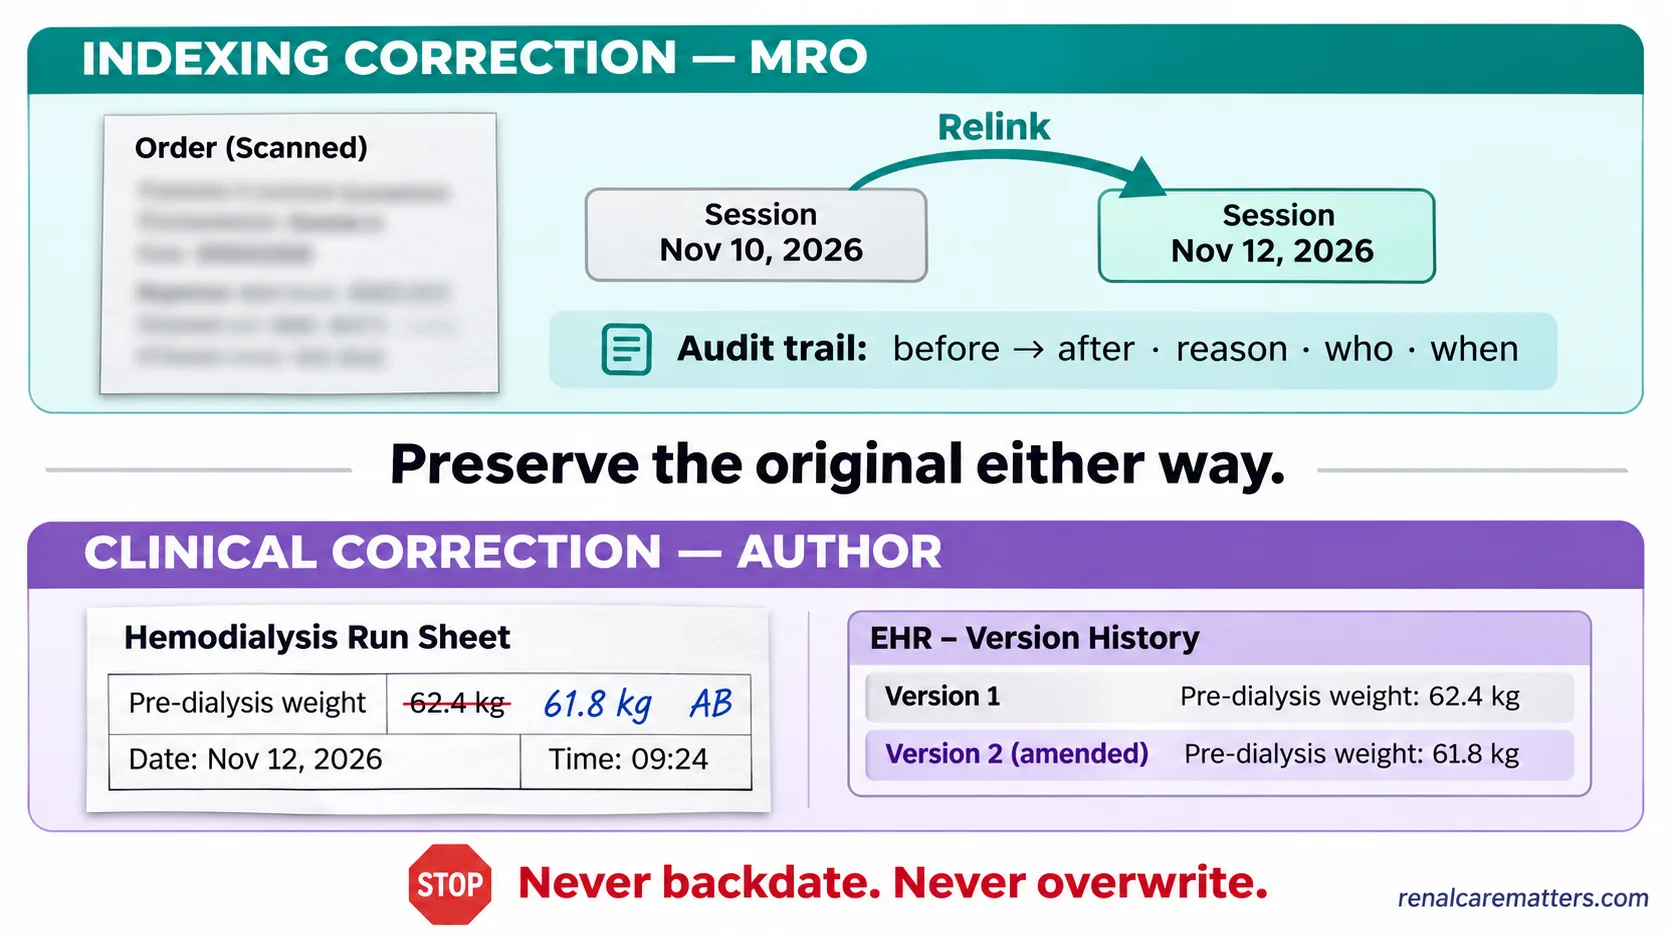 INDEXING CORRECTION — MRO
Order (Scanned)
Relink
Session
Nov 10, 2026
Session
Nov 12, 2026
Audit trail: before → after · reason · who · when
Preserve the original either way.
CLINICAL CORRECTION — AUTHOR
Hemodialysis Run Sheet
Pre-dialysis weight 62.4 kg 61.8 kg AB
Date: Nov 12, 2026 Time: 09:24
EHR – Version History
Version 1 Pre-dialysis weight: 62.4 kg
Version 2 (amended) Pre-dialysis weight: 61.8 kg
STOP Never backdate. Never overwrite.
renalcarematters.com